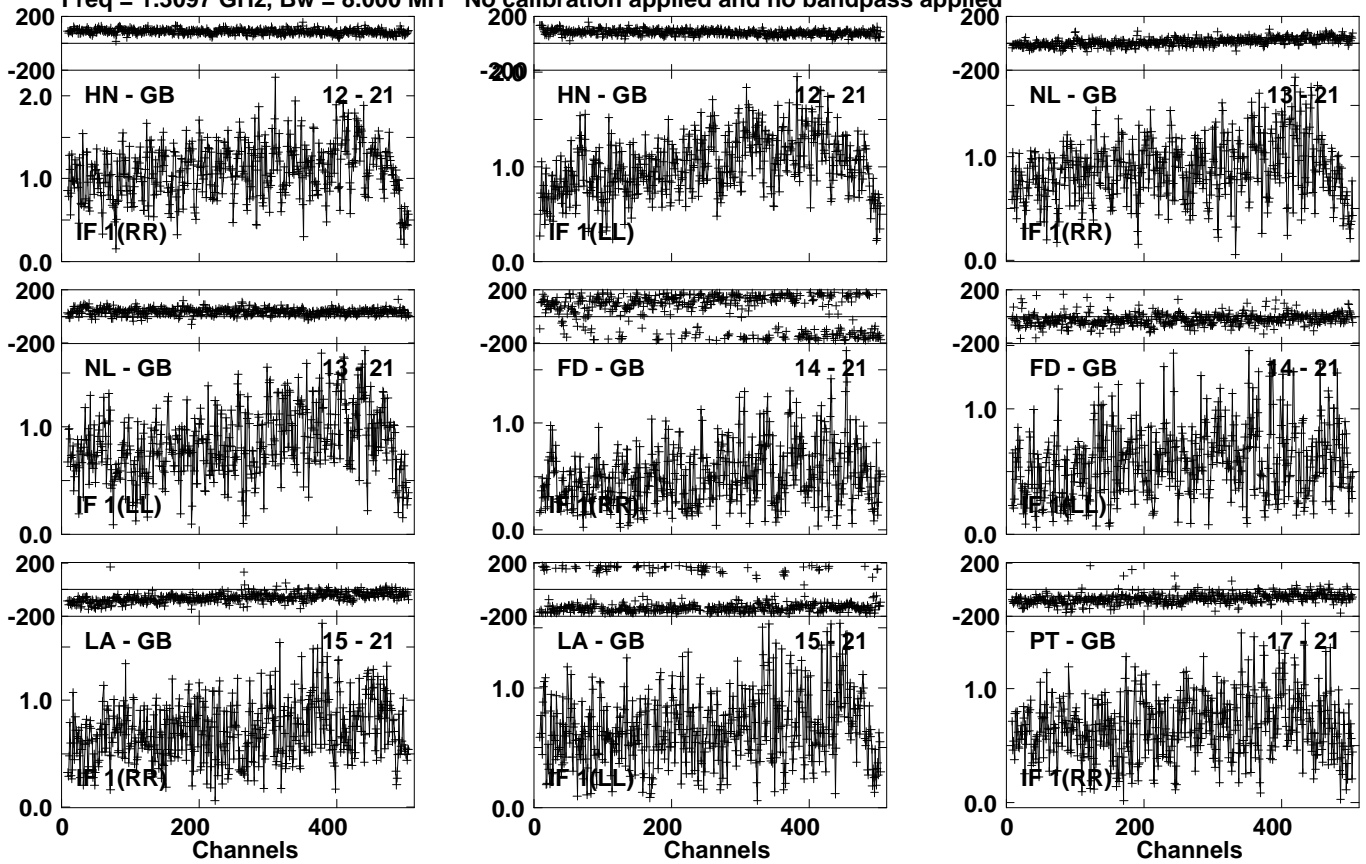 Freq = 1.3097 GHz, Bw = 8.000 MH No calibration applied and no bandpass applied
200
-200
HN - GB 12 - 21
2.0
1.0
IF 1(RR)
0.0
200
-200
2.0
HN - GB 12 - 21
1.0
IF 1(LL)
0.0
200
-200
NL - GB 13 - 21
1.0
IF 1(RR)
0.0
200
-200
NL - GB 13 - 21
1.0
IF 1(LL)
0.0
200
-200
FD - GB 14 - 21
1.0
IF 1(RR)
0.0
200
-200
FD - GB 14 - 21
1.0
IF 1(LL)
0.0
200
-200
LA - GB 15 - 21
1.0
IF 1(RR)
0.0
0 200 400
Channels
200
-200
LA - GB 15 - 21
1.0
IF 1(LL)
0.0
0 200 400
Channels
200
-200
PT - GB 17 - 21
1.0
IF 1(RR)
0.0
0 200 400
Channels